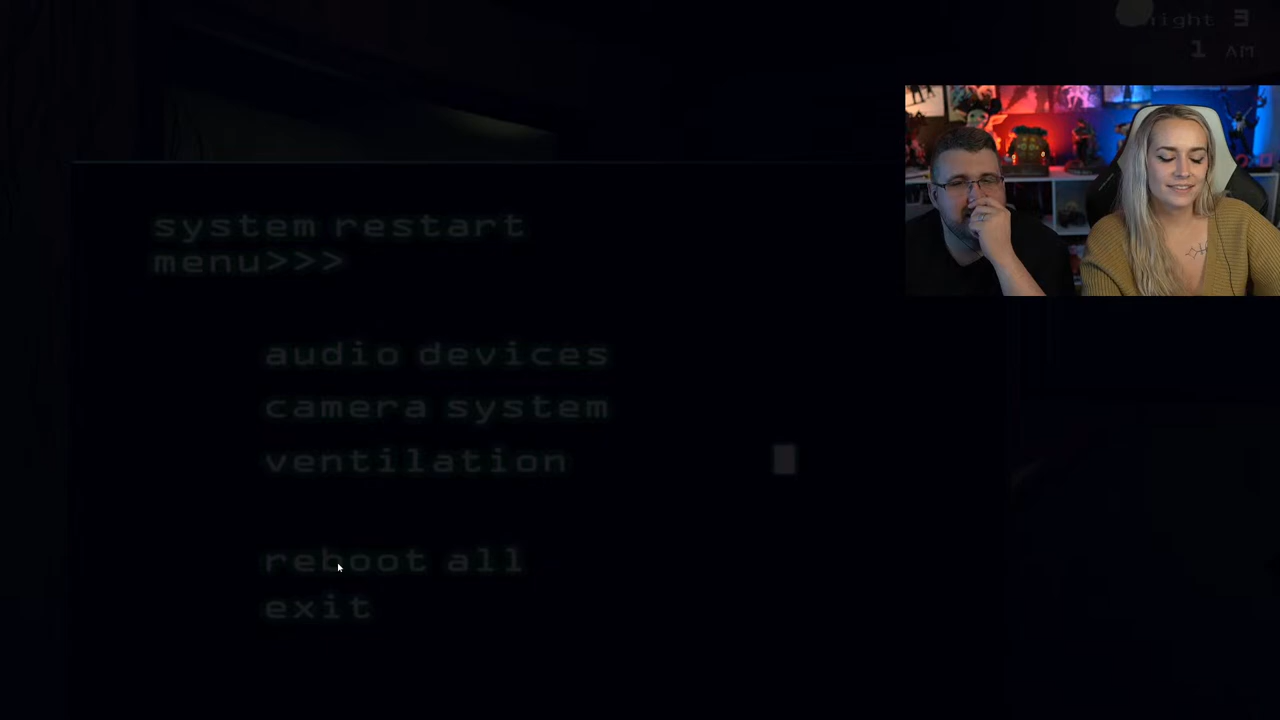 night 3
1 AM
system restart
menu>>>
audio devices
camera system
ventilation
reboot all
exit